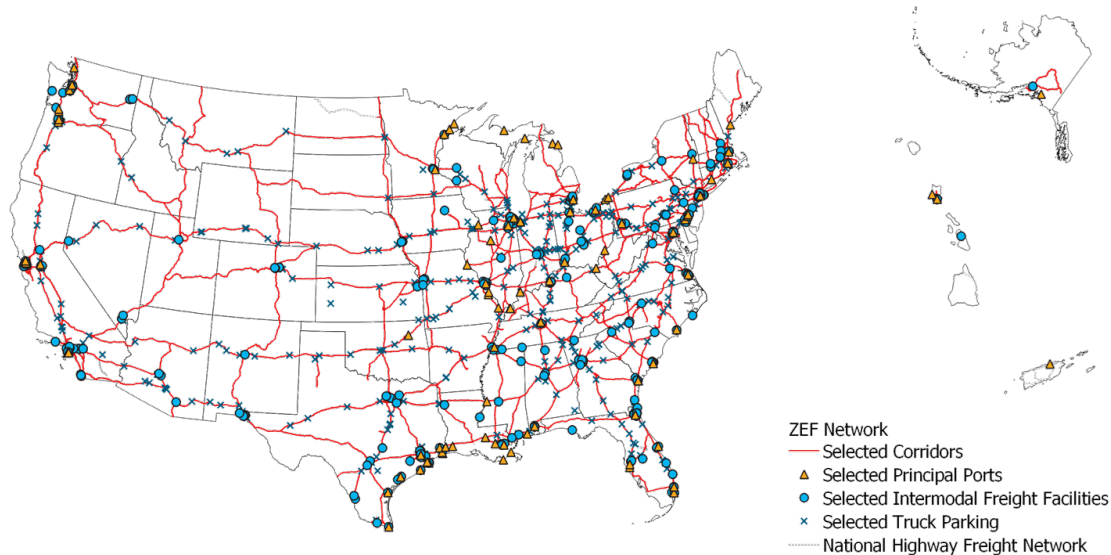 ZEF Network
Selected Corridors
Selected Principal Ports
Selected Intermodal Freight Facilities
Selected Truck Parking
National Highway Freight Network